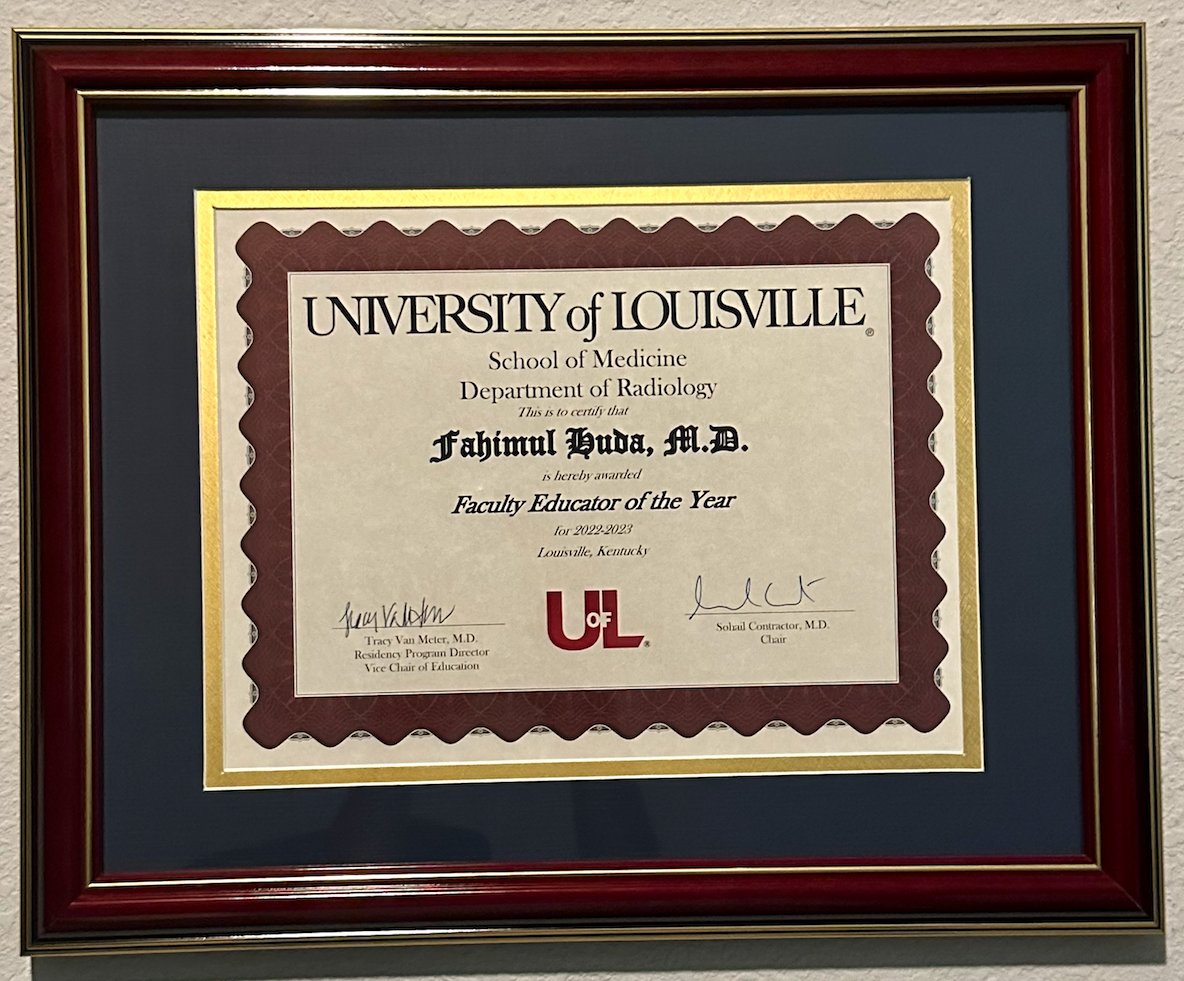 UNIVERSITY of LOUISVILLE®
School of Medicine
Department of Radiology
This is to certify that
Fahimul Huda, M.D.
is hereby awarded
Faculty Educator of the Year
for 2022-2023
Louisville, Kentucky
U OF L®
Tracy Van Meter, M.D.
Residency Program Director
Vice Chair of Education
Sohail Contractor, M.D.
Chair